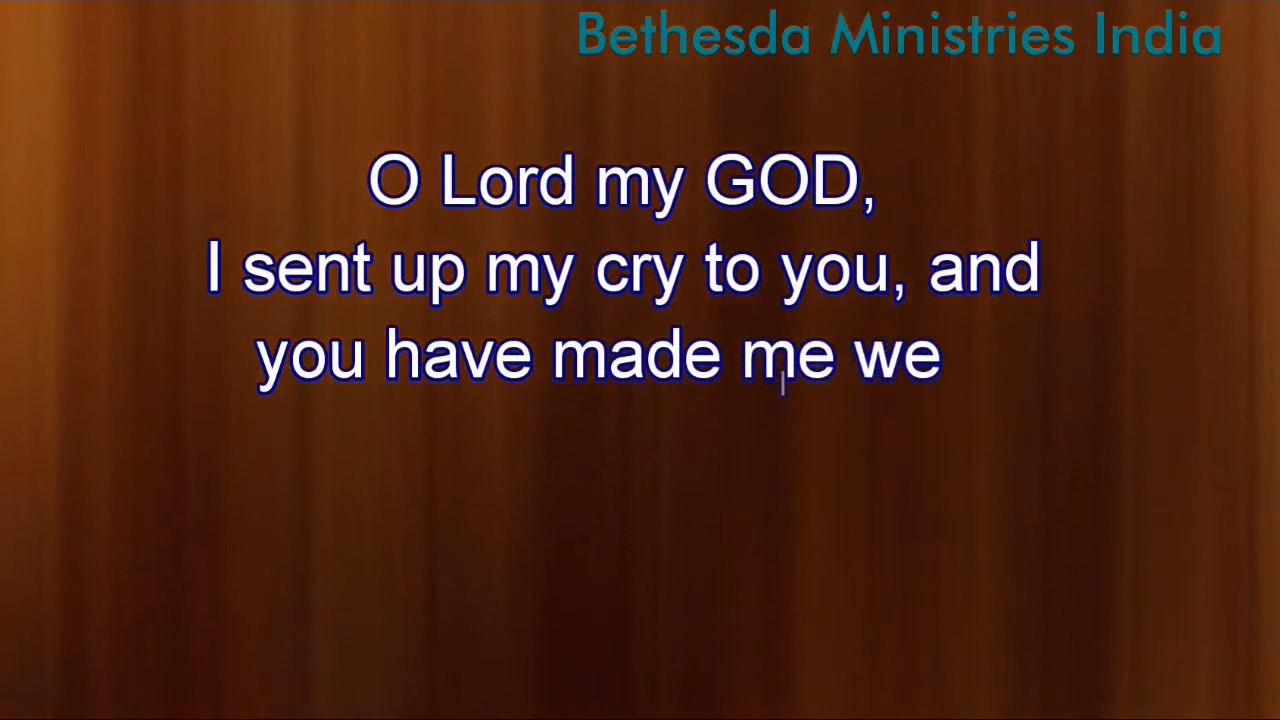 Bethesda Ministries India
O Lord my GOD,
I sent up my cry to you, and
you have made me we